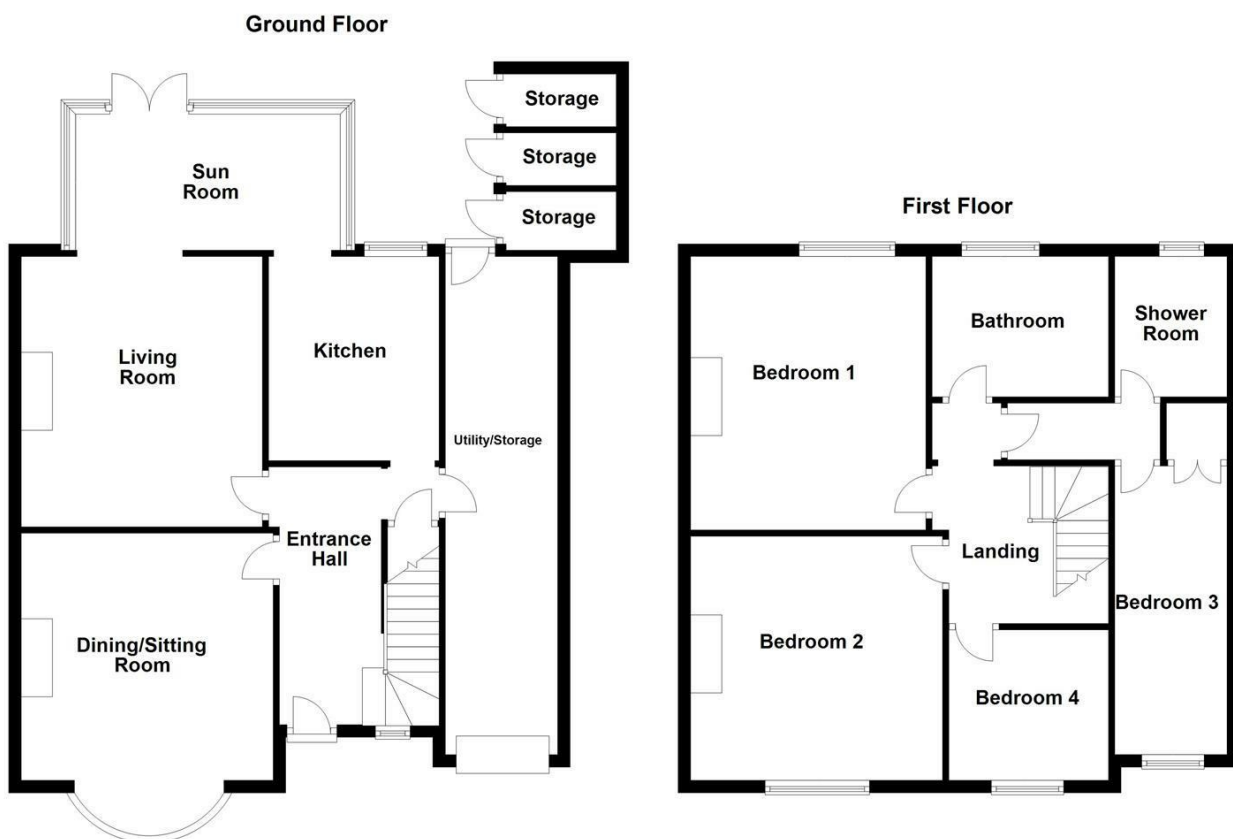 Ground Floor
Storage
Storage
Storage
Sun
Room
Living
Room
Kitchen
Utility/Storage
Entrance
Hall
Dining/Sitting
Room
First Floor
Bedroom 1
Bathroom
Shower
Room
Landing
Bedroom 2
Bedroom 3
Bedroom 4